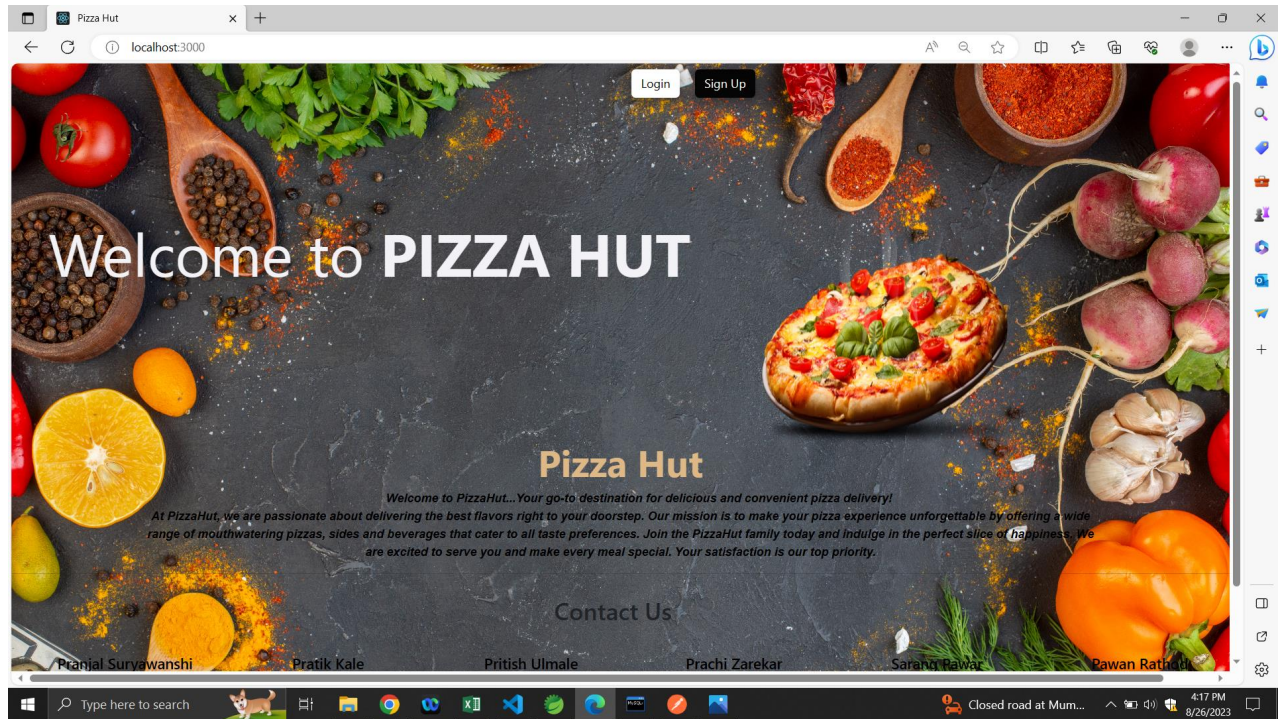 Pizza Hut
localhost:3000
Login Sign Up
Welcome to PIZZA HUT
Pizza Hut
Welcome to PizzaHut...Your go-to destination for delicious and convenient pizza delivery!
At PizzaHut, we are passionate about delivering the best flavors right to your doorstep. Our mission is to make your pizza experience unforgettable by offering a wide
range of mouthwatering pizzas, sides and beverages that cater to all taste preferences. Join the PizzaHut family today and indulge in the perfect slice of happiness. We
are excited to serve you and make every meal special. Your satisfaction is our top priority.
Contact Us
Pranjal Suryawanshi Pratik Kale Pritish Ulmale Prachi Zarekar Sarang Pawar Pawan Rathod
Type here to search
Closed road at Mum...
4:17 PM
8/26/2023